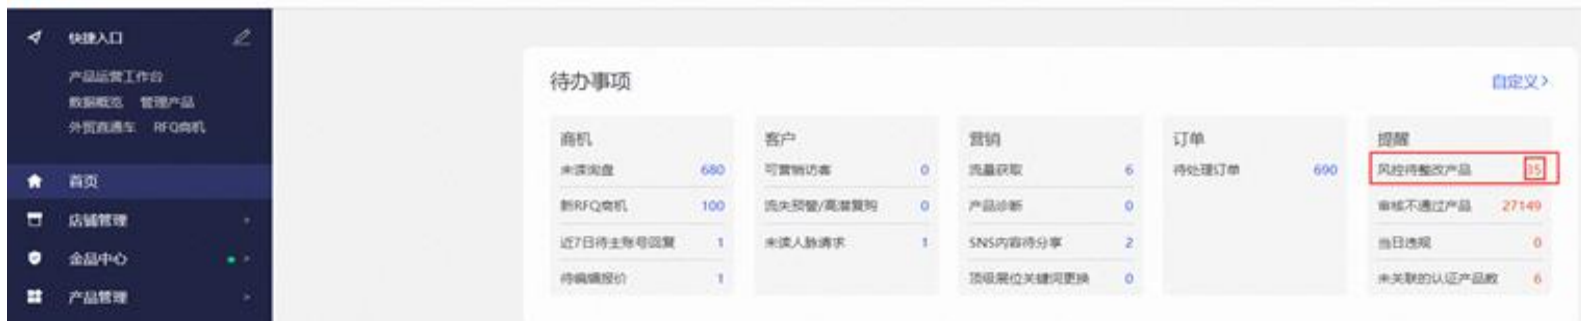 快捷入口
产品运营工作台
数据概览 管理产品
外贸直通车 RFQ商机
首页
店铺管理
金品中心
产品管理
待办事项
自定义>
商机
未读询盘 680
新RFQ商机 100
近7日待主账号回复 1
待编辑报价 1
客户
可营销访客 0
流失预警/高潜复购 0
未读人脉请求 1
营销
流量获取 6
产品诊断 0
SNS内容待分享 2
顶级展位关键词更换 0
订单
待处理订单 690
提醒
风控待整改产品 35
审核不通过产品 27149
当日违规 0
未关联的认证产品数 6